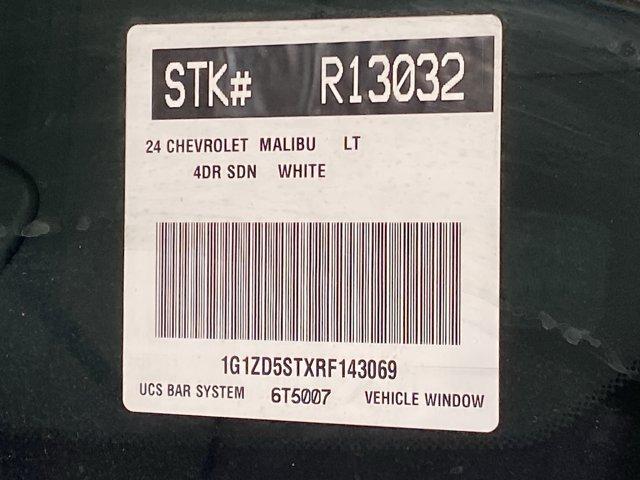 STK# R13032
24 CHEVROLET MALIBU LT
4DR SDN WHITE
1G1ZD5STXRF143069
UCS BAR SYSTEM 6T5007 VEHICLE WINDOW